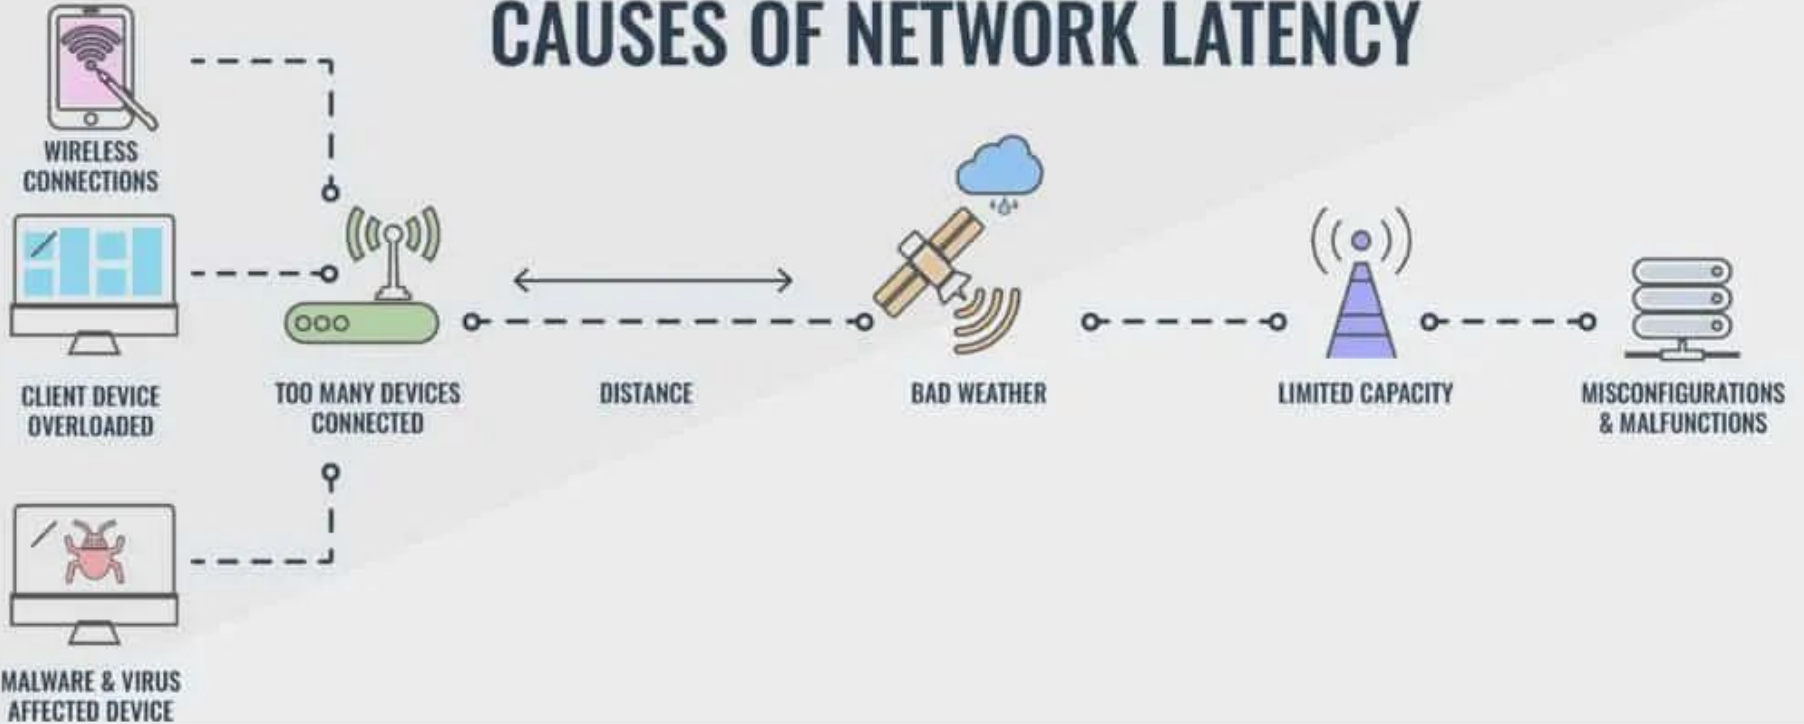 CAUSES OF NETWORK LATENCY
WIRELESS
CONNECTIONS
CLIENT DEVICE
OVERLOADED
TOO MANY DEVICES
CONNECTED
DISTANCE
BAD WEATHER
LIMITED CAPACITY
MISCONFIGURATIONS
& MALFUNCTIONS
MALWARE & VIRUS
AFFECTED DEVICE